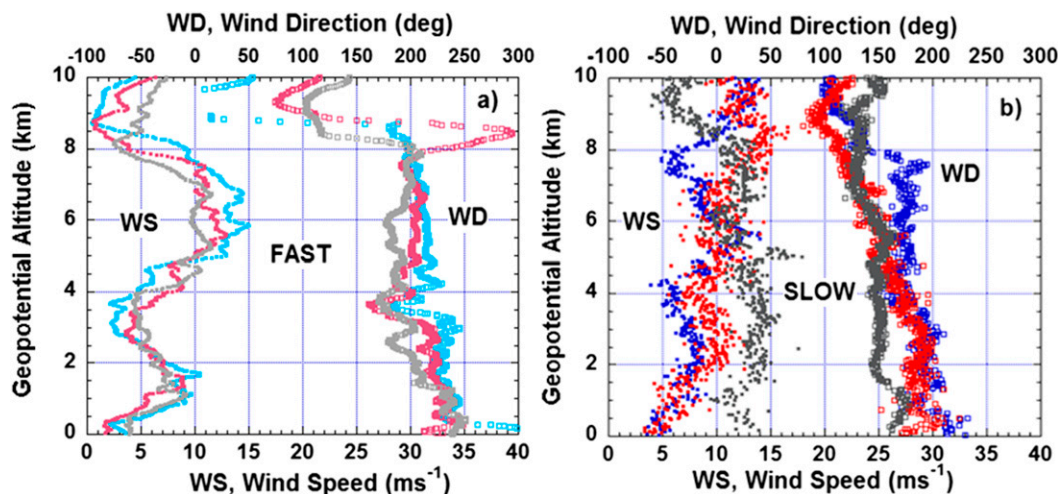 WD, Wind Direction (deg)
-100 -50 0 50 100 150 200 250 300
Geopotential Altitude (km)
10
8
6
4
2
0
a)
WS
FAST
WD
0 5 10 15 20 25 30 35 40
WS, Wind Speed (ms-1)
WD, Wind Direction (deg)
-100 -50 0 50 100 150 200 250 300
Geopotential Altitude (km)
10
8
6
4
2
0
b)
WD
WS
SLOW
0 5 10 15 20 25 30 35 40
WS, Wind Speed (ms-1)